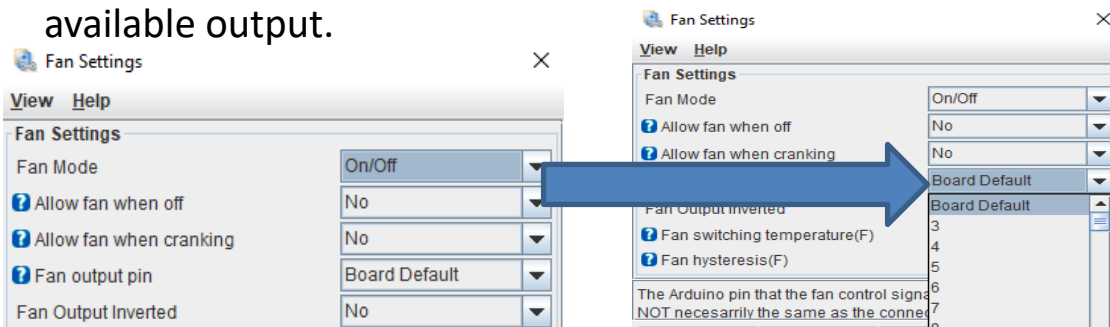 available output.
Fan Settings
View Help
Fan Settings
Fan Mode On/Off
Allow fan when off No
Allow fan when cranking No
Fan output pin Board Default
Fan Output Inverted No
Fan Settings
View Help
Fan Settings
Fan Mode On/Off
Allow fan when off No
Allow fan when cranking No
Board Default
Board Default
Fan Output Inverted
3
Fan switching temperature(F)
4
Fan hysteresis(F)
5
6
The Arduino pin that the fan control
7
NOT necesarrily the same as the